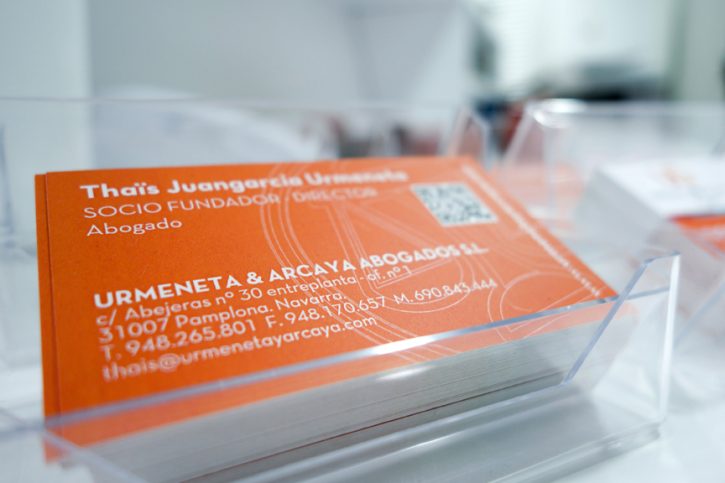 Thaïs Juangarcia Urmeneta
SOCIO FUNDADOR / DIRECTOR
Abogado
URMENETA & ARCAYA ABOGADOS S.L.
c/ Abejeras nº 30 entreplanta - of. nº 1
31007 Pamplona. Navarra.
T. 948.265.801 F. 948.170.657 M. 690.843.444
thais@urmenetayarcaya.com